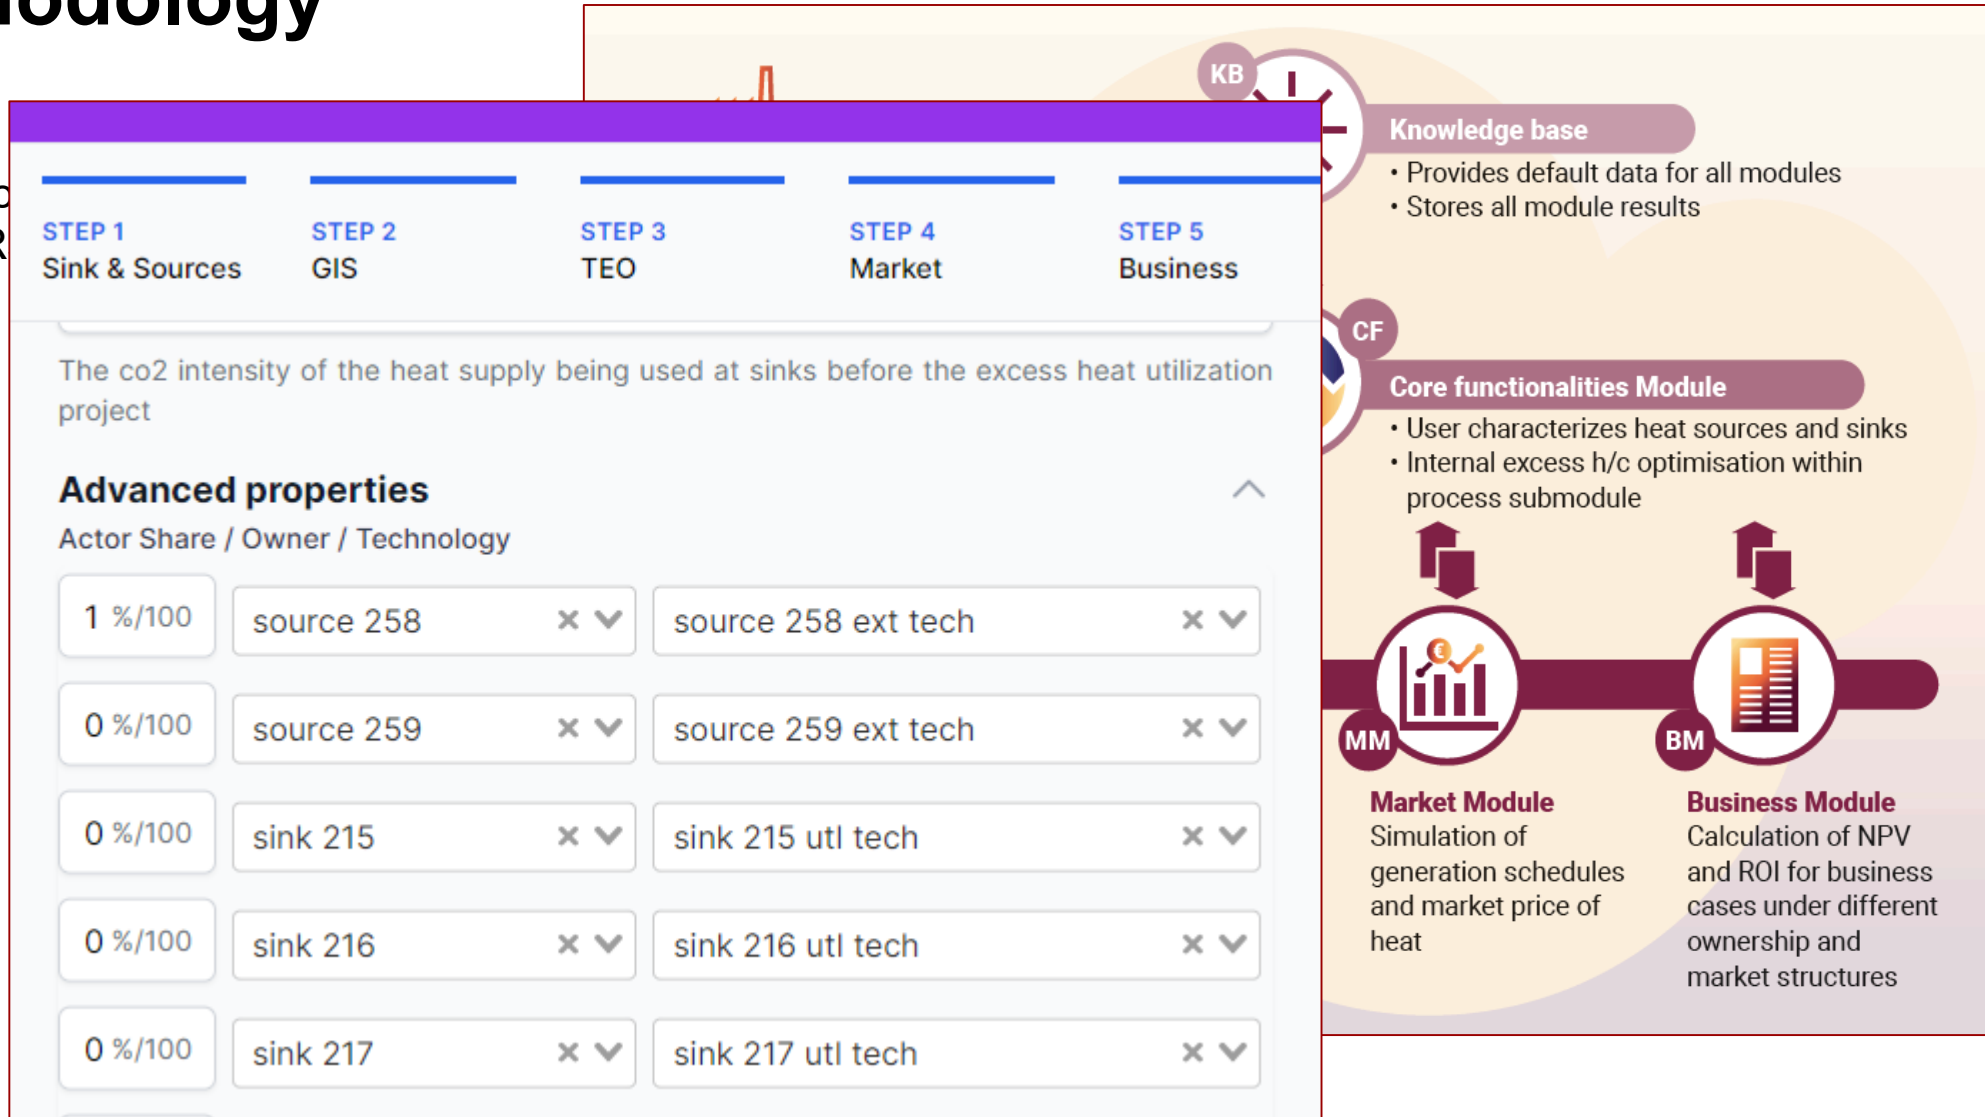 STEP 1
Sink & Sources
STEP 2
GIS
STEP 3
TEO
STEP 4
Market
STEP 5
Business
The co2 intensity of the heat supply being used at sinks before the excess heat utilization
project
Advanced properties
Actor Share / Owner / Technology
1 %/100 source 258 source 258 ext tech
0 %/100 source 259 source 259 ext tech
0 %/100 sink 215 sink 215 utl tech
0 %/100 sink 216 sink 216 utl tech
0 %/100 sink 217 sink 217 utl tech
KB
Knowledge base
• Provides default data for all modules
• Stores all module results
CF
Core functionalities Module
• User characterizes heat sources and sinks
• Internal excess h/c optimisation within
process submodule
€
MM
Market Module
Simulation of
generation schedules
and market price of
heat
BM
Business Module
Calculation of NPV
and ROI for business
cases under different
ownership and
market structures